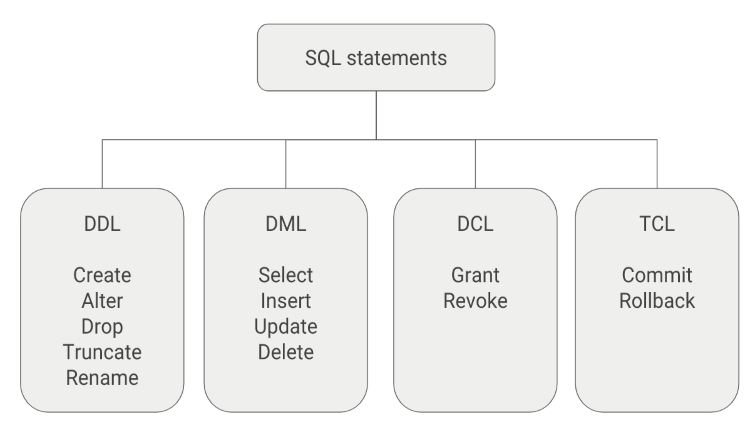 SQL statements
DDL
Create
Alter
Drop
Truncate
Rename
DML
Select
Insert
Update
Delete
DCL
Grant
Revoke
TCL
Commit
Rollback